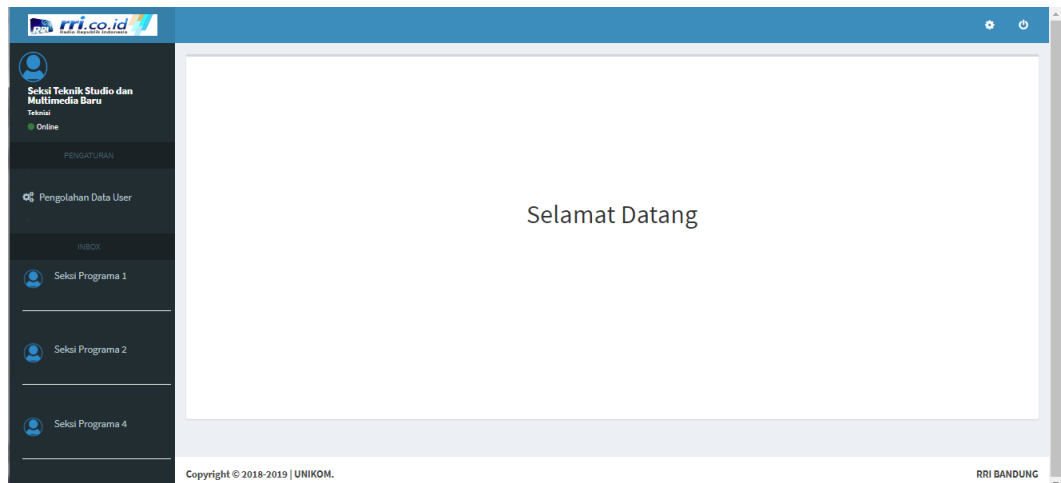 RRI rri.co.id
Radio Republik Indonesia
Seksi Teknik Studio dan
Multimedia Baru
Teknisi
Online
PENGATURAN
Pengolahan Data User
INBOX
Seksi Programa 1
Seksi Programa 2
Seksi Programa 4
Selamat Datang
Copyright © 2018-2019 | UNIKOM.
RRI BANDUNG